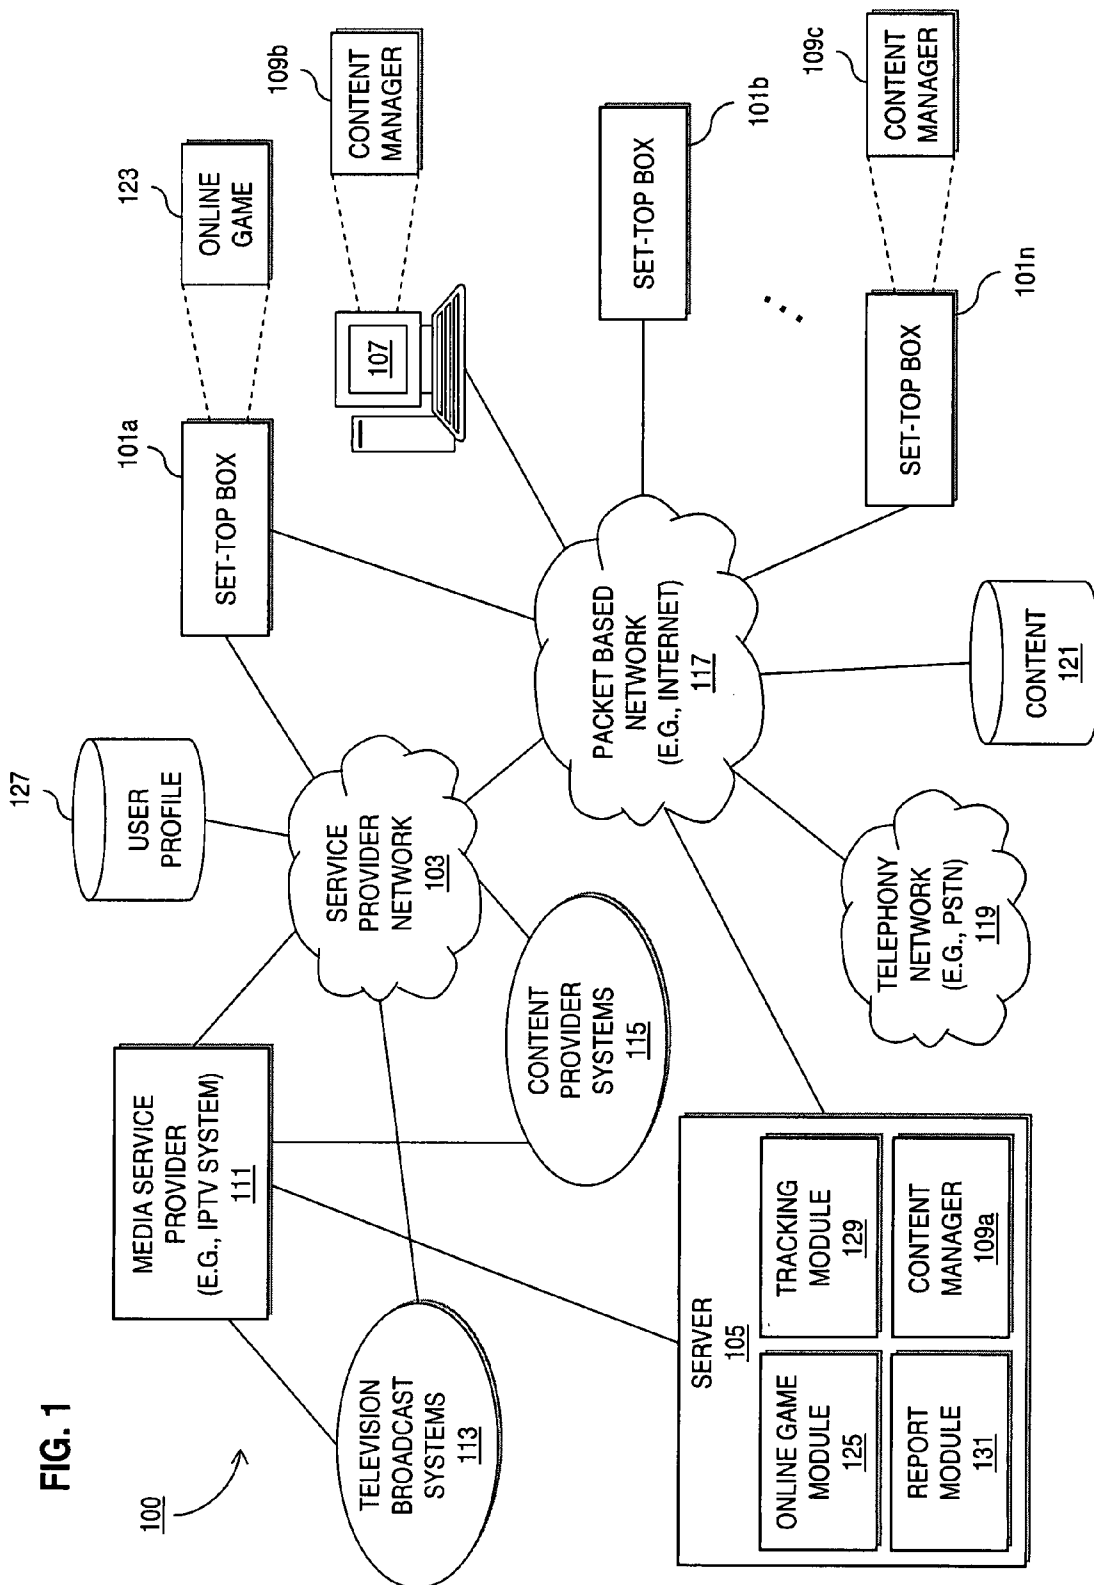 FIG. 1
100
MEDIA SERVICE
PROVIDER
(E.G., IPTV SYSTEM)
111
127
USER
PROFILE
101a
SET-TOP BOX
123
ONLINE
GAME
109b
CONTENT
MANAGER
107
TELEVISION
BROADCAST
SYSTEMS
113
SERVICE
PROVIDER
NETWORK
103
CONTENT
PROVIDER
SYSTEMS
115
PACKET BASED
NETWORK
(E.G., INTERNET)
117
SET-TOP BOX
101b
SERVER
105
ONLINE GAME
MODULE
125
TRACKING
MODULE
129
REPORT
MODULE
131
CONTENT
MANAGER
109a
TELEPHONY
NETWORK
(E.G., PSTN)
119
CONTENT
121
SET-TOP BOX
101n
CONTENT
MANAGER
109c